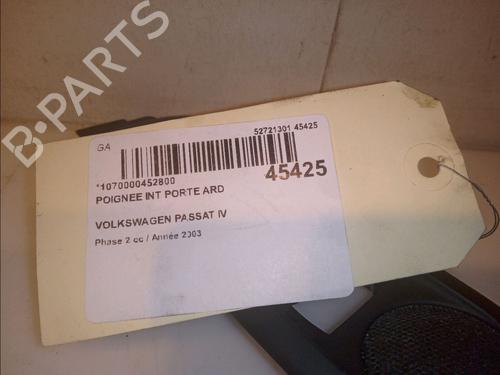 B-PARTS
GA
52721301 45425
*1070000452800
45425
POIGNEE INT PORTE ARD
VOLKSWAGEN PASSAT IV
Phase 2 cc / Année 2003